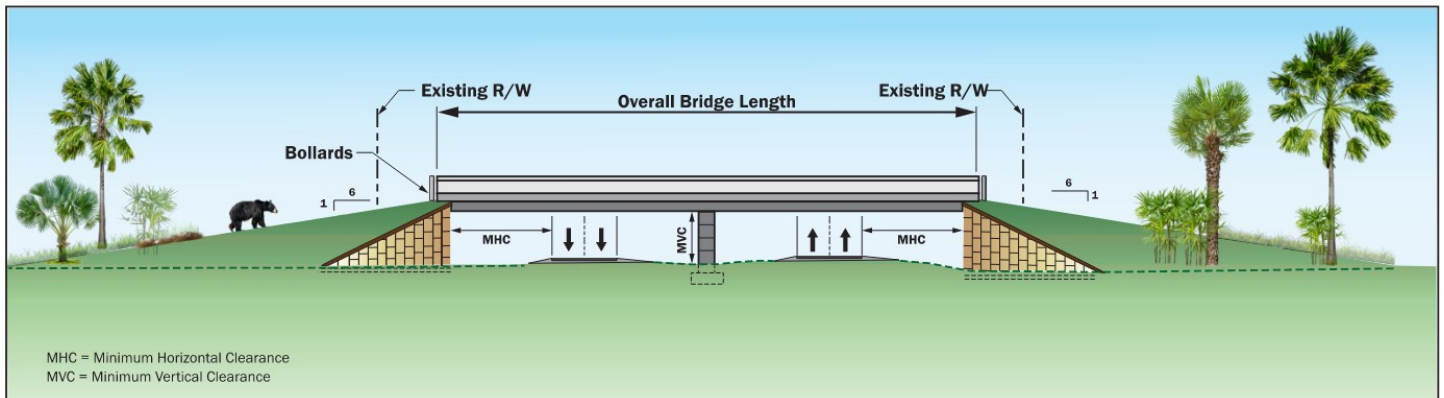 Existing R/W
Existing R/W
Overall Bridge Length
Bollards
6
1
6
1
MHC
MVC
MHC
MHC = Minimum Horizontal Clearance
MVC = Minimum Vertical Clearance